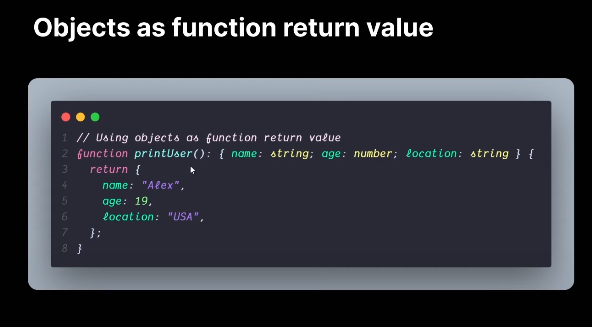 Objects as function return value
1 // Using objects as function return value
2 function printUser(): { name: string; age: number; location: string } {
3   return {
4     name: "Alex",
5     age: 19,
6     location: "USA",
7   };
8 }